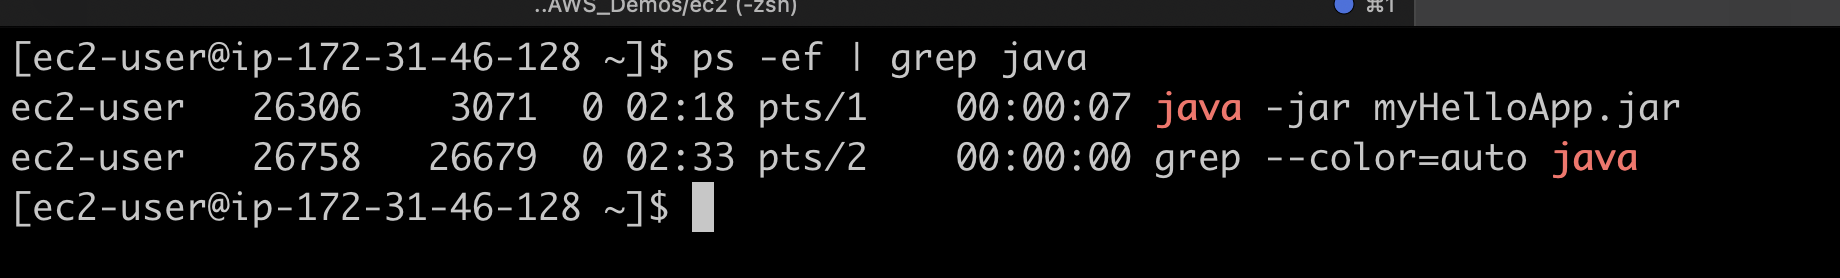 ..AWS_Demos/ec2 (-zsh) ⌘1
[ec2-user@ip-172-31-46-128 ~]$ ps -ef | grep java
ec2-user   26306    3071  0 02:18 pts/1    00:00:07 java -jar myHelloApp.jar
ec2-user   26758   26679  0 02:33 pts/2    00:00:00 grep --color=auto java
[ec2-user@ip-172-31-46-128 ~]$